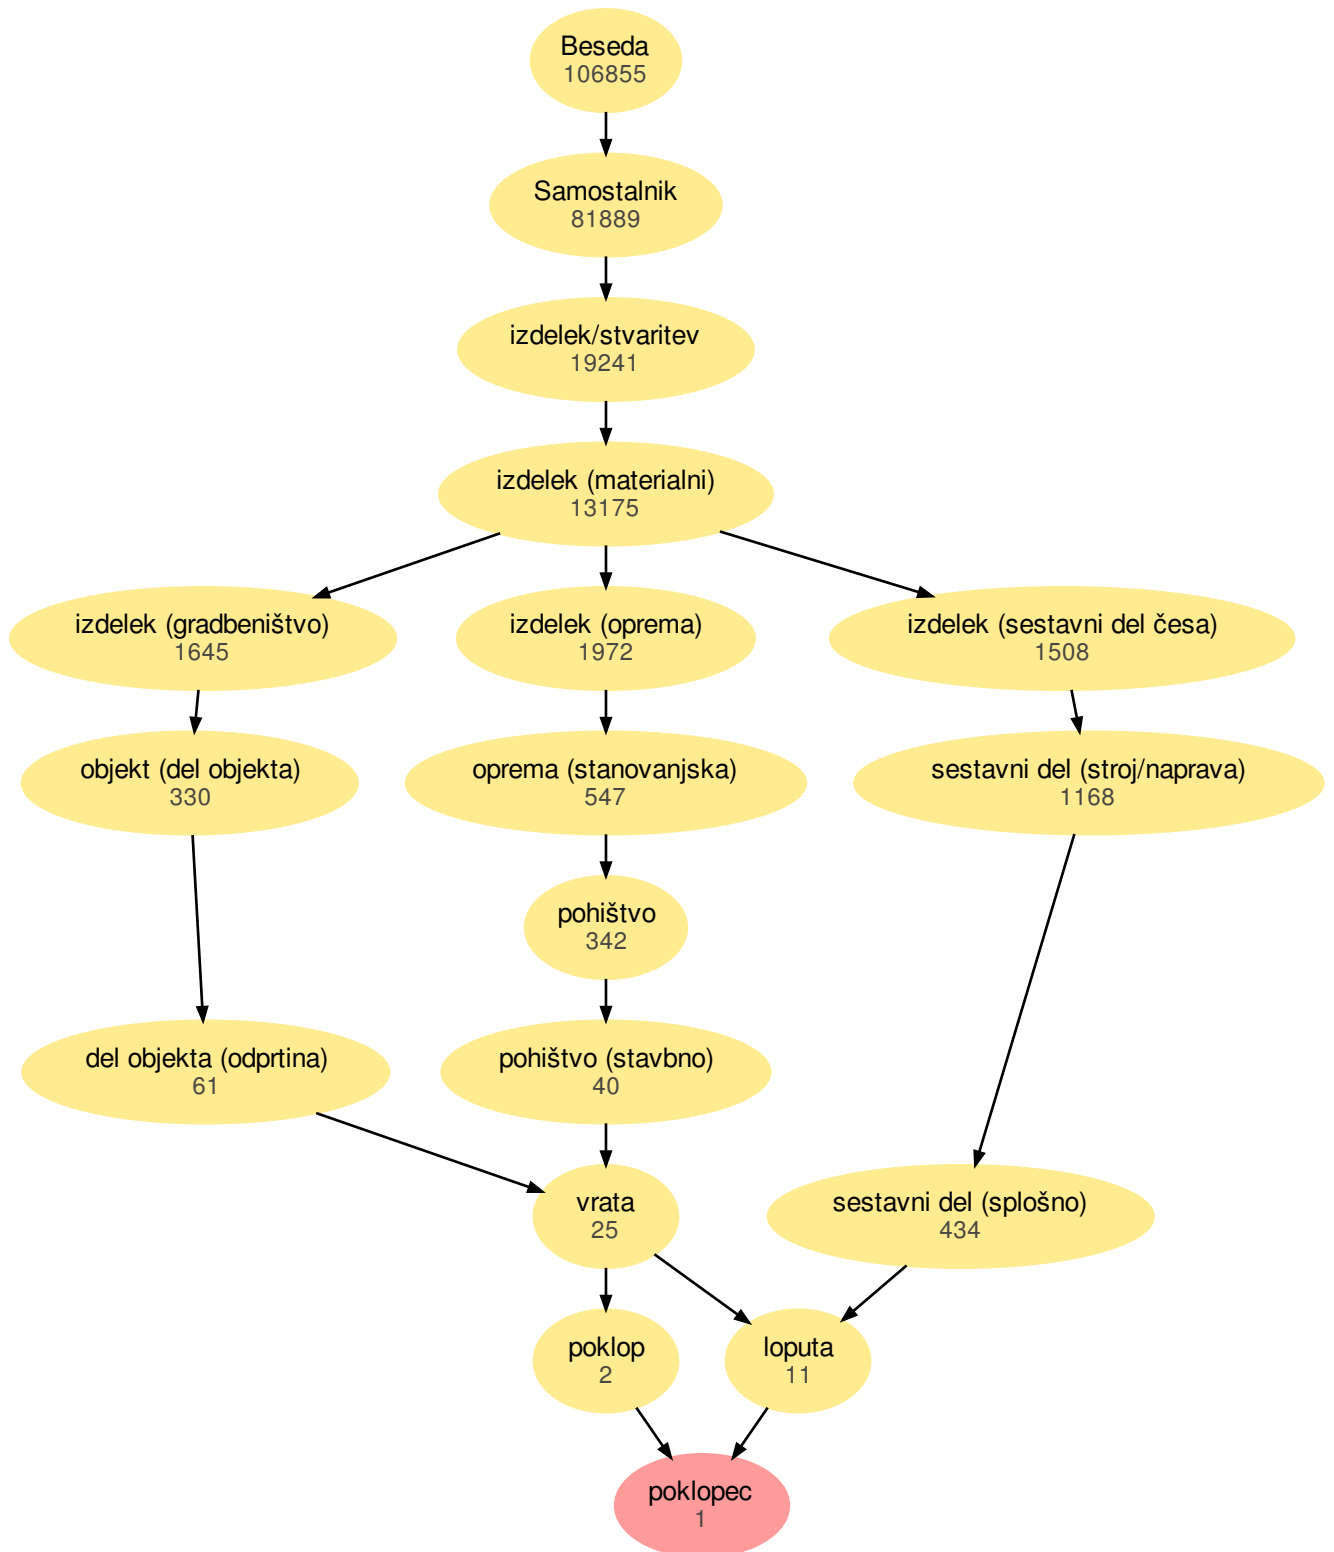 Beseda
106855
Samostalnik
81889
izdelek/stvaritev
19241
izdelek (materialni)
13175
izdelek (gradbeništvo)
1645
izdelek (oprema)
1972
izdelek (sestavni del česa)
1508
objekt (del objekta)
330
oprema (stanovanjska)
547
sestavni del (stroj/naprava)
1168
pohištvo
342
del objekta (odprtina)
61
pohištvo (stavbno)
40
vrata
25
sestavni del (splošno)
434
poklop
2
loputa
11
poklopec
1